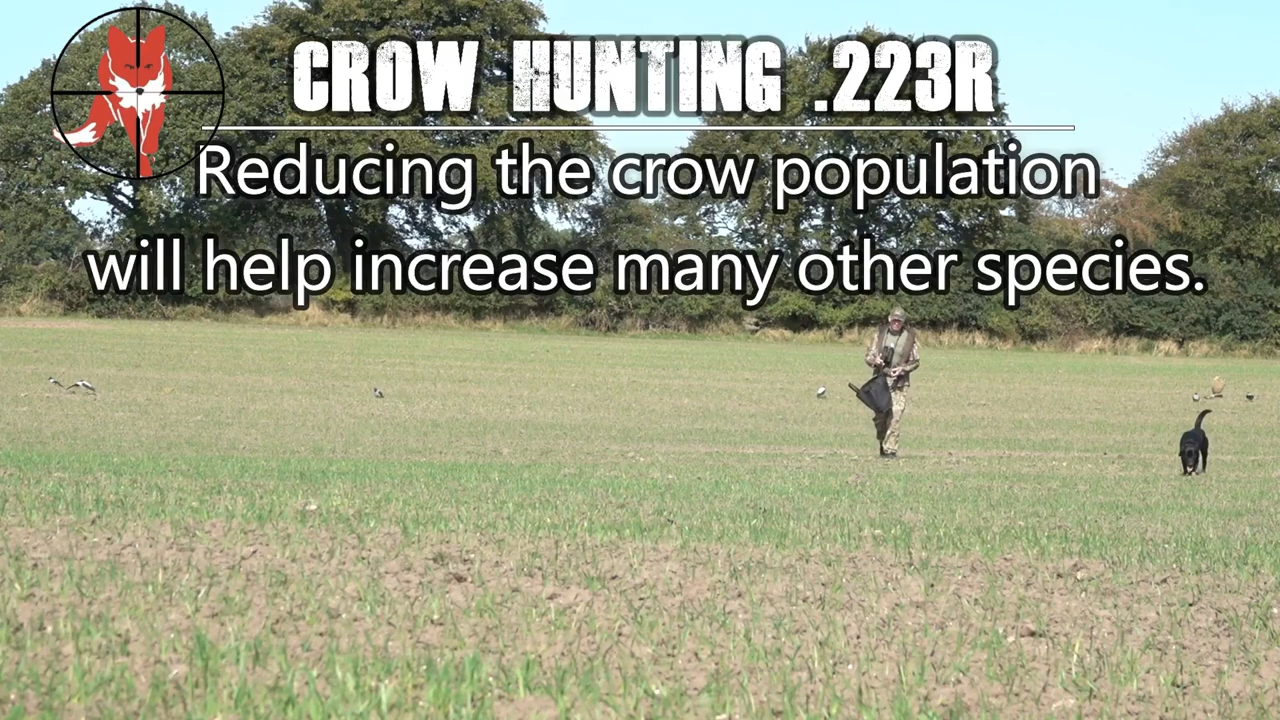 CROW HUNTING .223R
Reducing the crow population
will help increase many other species.